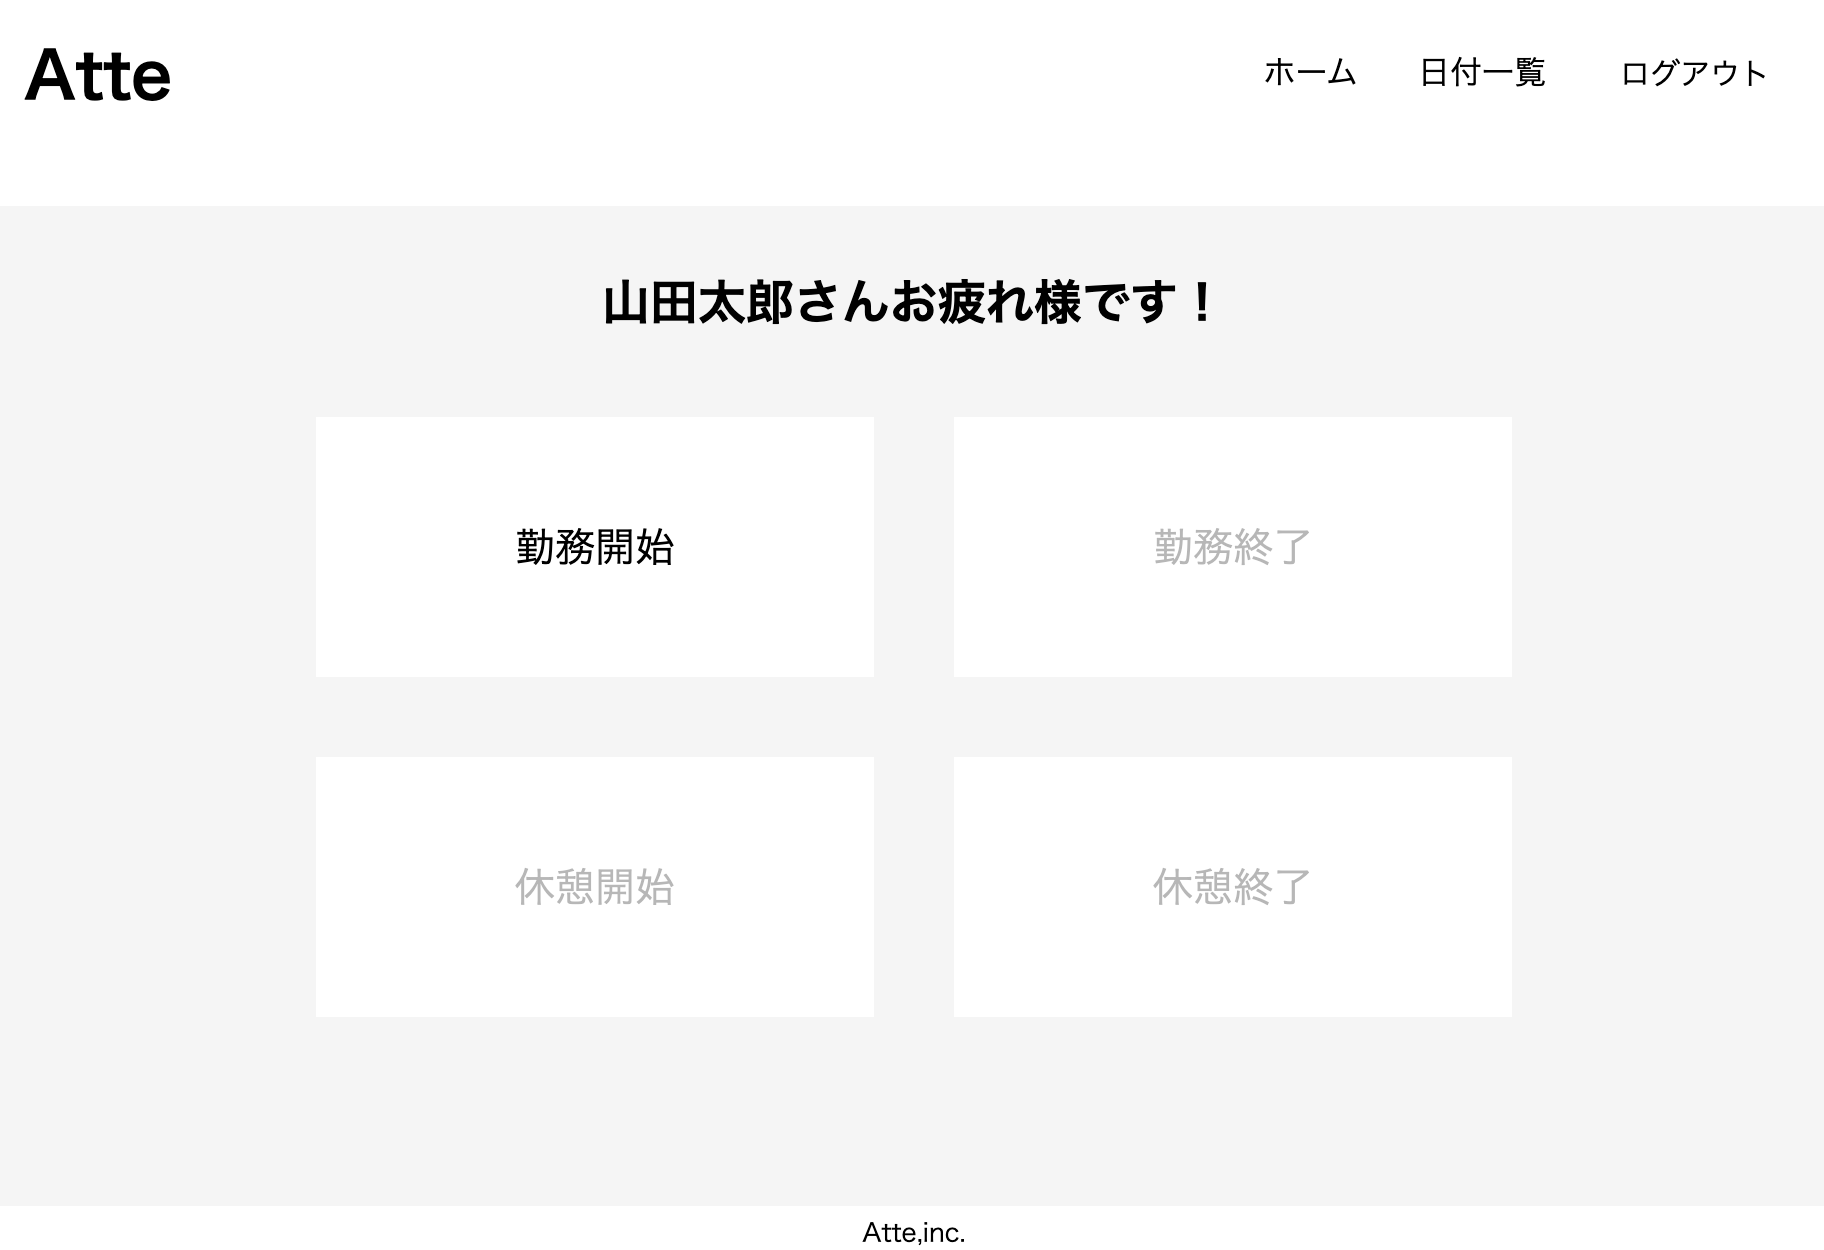 Atte
ホーム 日付一覧 ログアウト
山田太郎さんお疲れ様です！
勤務開始 勤務終了
休憩開始 休憩終了
Atte,inc.